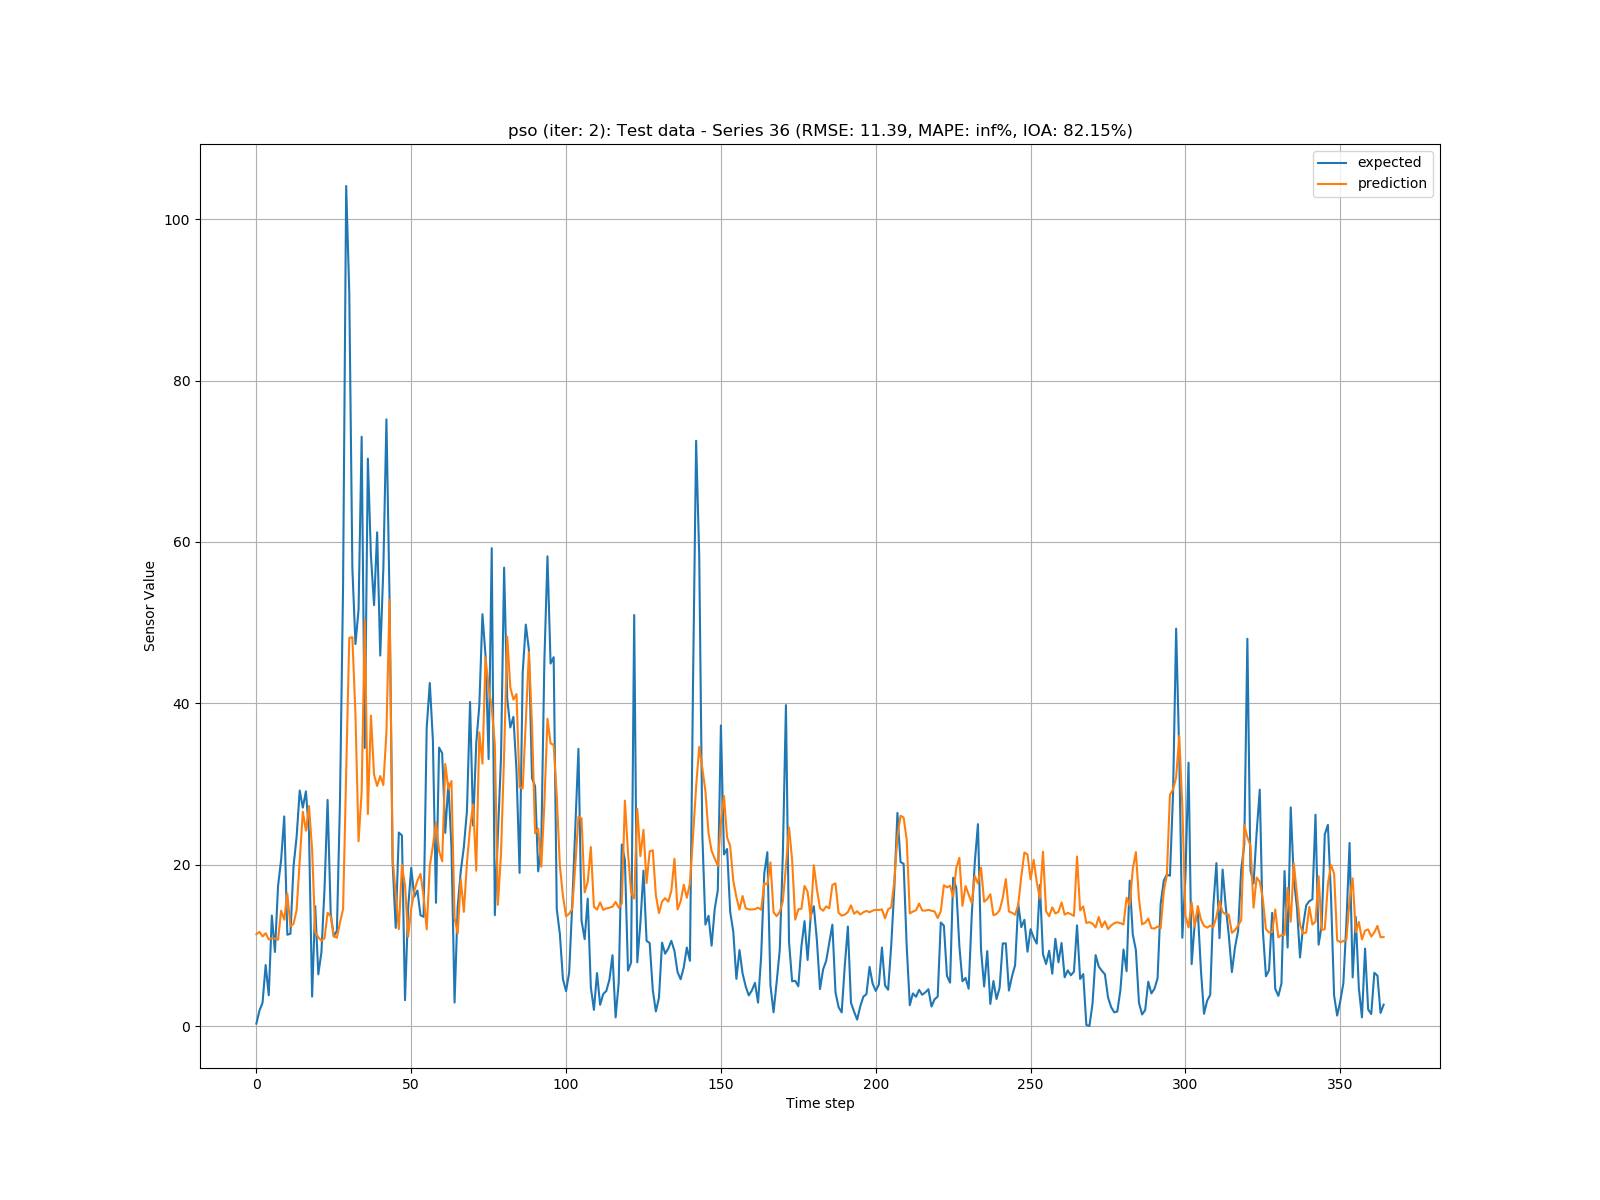 pso (iter: 2): Test data - Series 36 (RMSE: 11.39, MAPE: inf%, IOA: 82.15%)
expected
prediction
100
80
60
40
20
0
Sensor Value
0 50 100 150 200 250 300 350
Time step